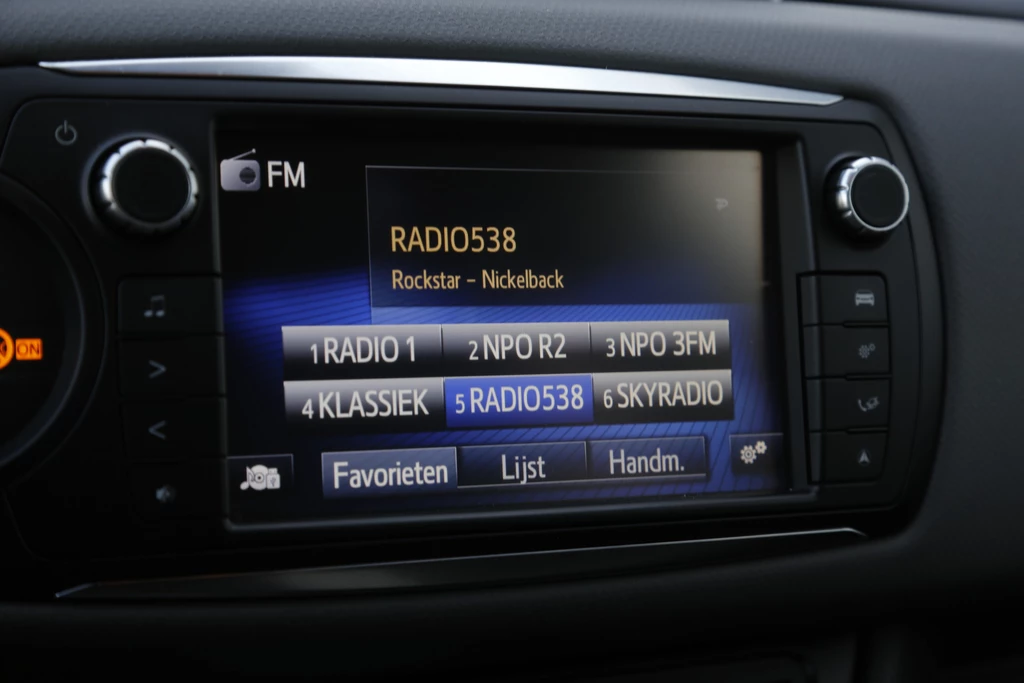 FM
RADIO538
Rockstar – Nickelback
1 RADIO 1 2 NPO R2 3 NPO 3FM
4 KLASSIEK 5 RADIO538 6 SKYRADIO
ON
Favorieten Lijst Handm.